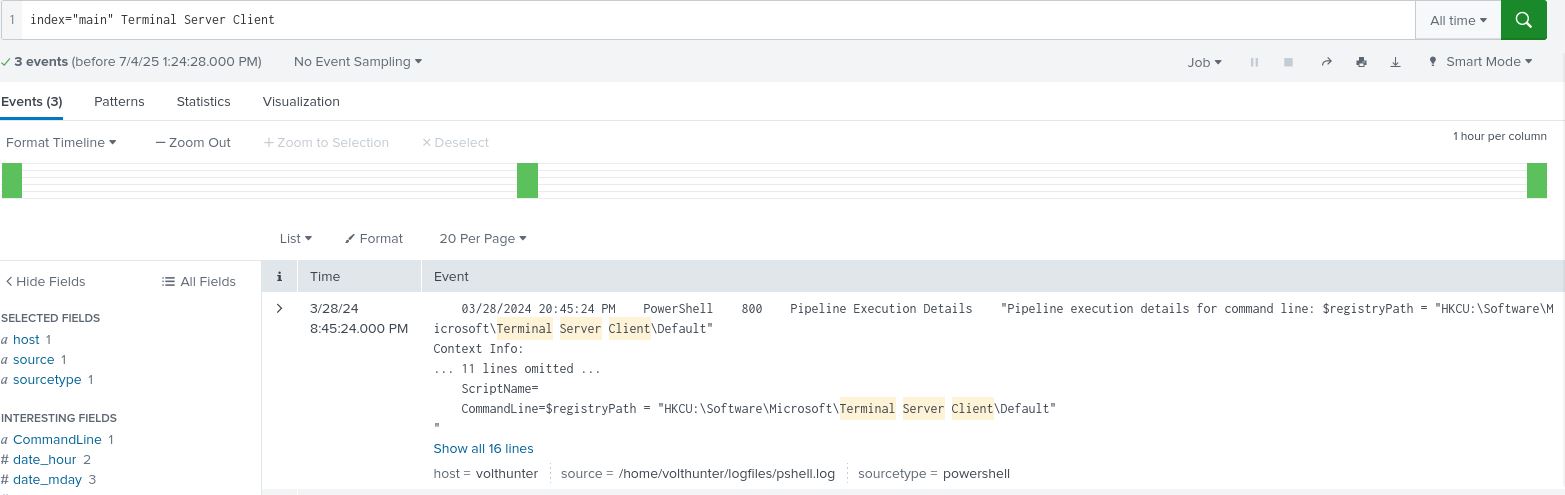 1 index="main" Terminal Server Client All time
3 events (before 7/4/25 1:24:28.000 PM) No Event Sampling Job Smart Mode
Events (3) Patterns Statistics Visualization
Format Timeline — Zoom Out + Zoom to Selection × Deselect 1 hour per column
List Format 20 Per Page
Hide Fields All Fields
i Time Event
SELECTED FIELDS
a host 1
a source 1
a sourcetype 1
INTERESTING FIELDS
a CommandLine 1
# date_hour 2
# date_mday 3
3/28/24
8:45:24.000 PM
03/28/2024 20:45:24 PM PowerShell 800 Pipeline Execution Details "Pipeline execution details for command line: $registryPath = "HKCU:\Software\M
icrosoft\Terminal Server Client\Default"
Context Info:
... 11 lines omitted ...
ScriptName=
CommandLine=$registryPath = "HKCU:\Software\Microsoft\Terminal Server Client\Default"
"
Show all 16 lines
host = volthunter source = /home/volthunter/logfiles/pshell.log sourcetype = powershell